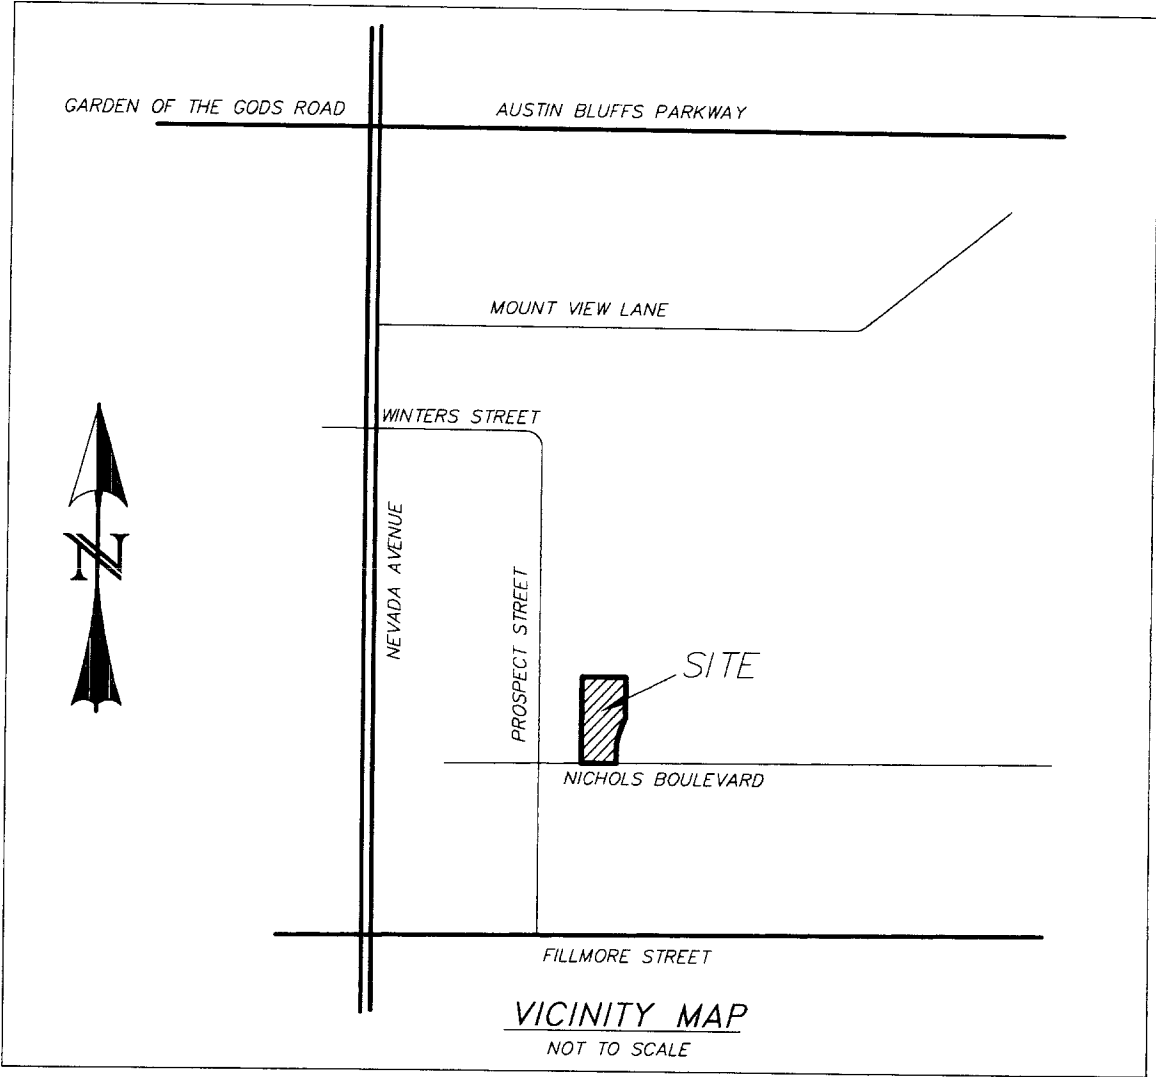 GARDEN OF THE GODS ROAD
AUSTIN BLUFFS PARKWAY
MOUNT VIEW LANE
WINTERS STREET
NEVADA AVENUE
PROSPECT STREET
N
SITE
NICHOLS BOULEVARD
FILLMORE STREET
VICINITY MAP
NOT TO SCALE